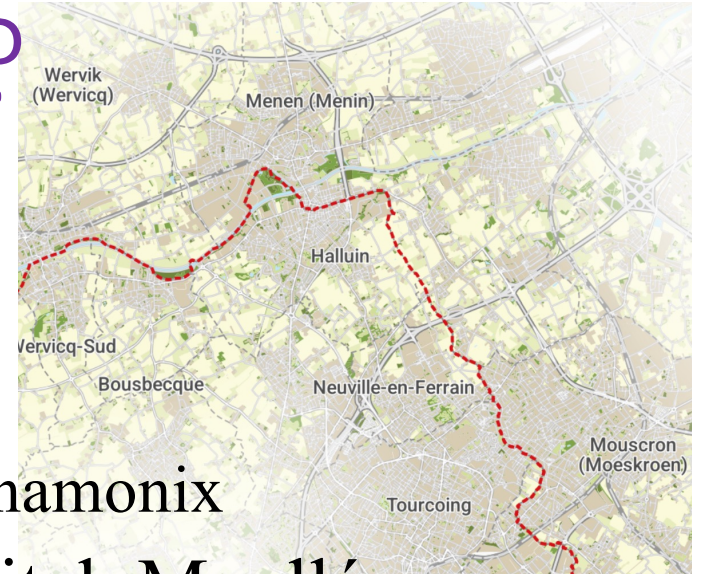 Wervik
(Wervicq)
Menen (Menin)
Halluin
Wervicq-Sud
Bousbecque
Neuville-en-Ferrain
Mouscron
(Moeskroen)
Tourcoing
hamonix